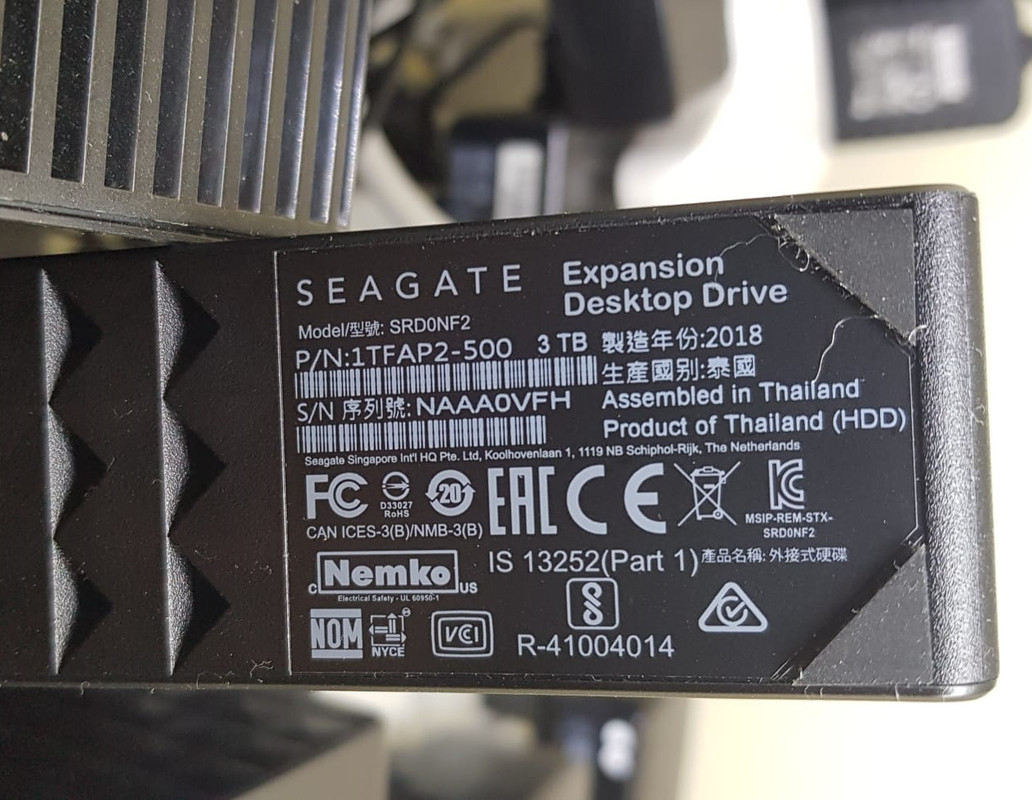 SEAGATE
Expansion
Desktop Drive
Model/型號: SRD0NF2
P/N:1TFAP2-500 3 TB
製造年份:2018
生產國别:泰國
S/N 序列號: NAAA0VFH
Assembled in Thailand
Product of Thailand (HDD)
Seagate Singapore Int'l HQ Pte. Ltd, Koolhovenlaan 1, 1119 NB Schiphol-Rijk, The Netherlands
FC
D33027
RoHS
20
EAC
CE
KC
MSIP-REM-STX-
SRD0NF2
CAN ICES-3(B)/NMB-3(B)
IS 13252(Part 1)
產品名稱: 外接式硬碟
c Nemko US
Electrical Safety - UL 60950-1
NOM
NYCE
VCI
R-41004014